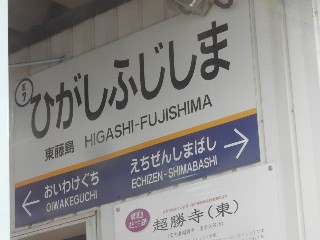 E7
ひがしふじしま
東藤島 HIGASHI-FUJISHIMA
おいわけぐち えちぜんしまばし
OIWAKEGUCHI ECHIZEN-SHIMABASHI
超勝寺(東)